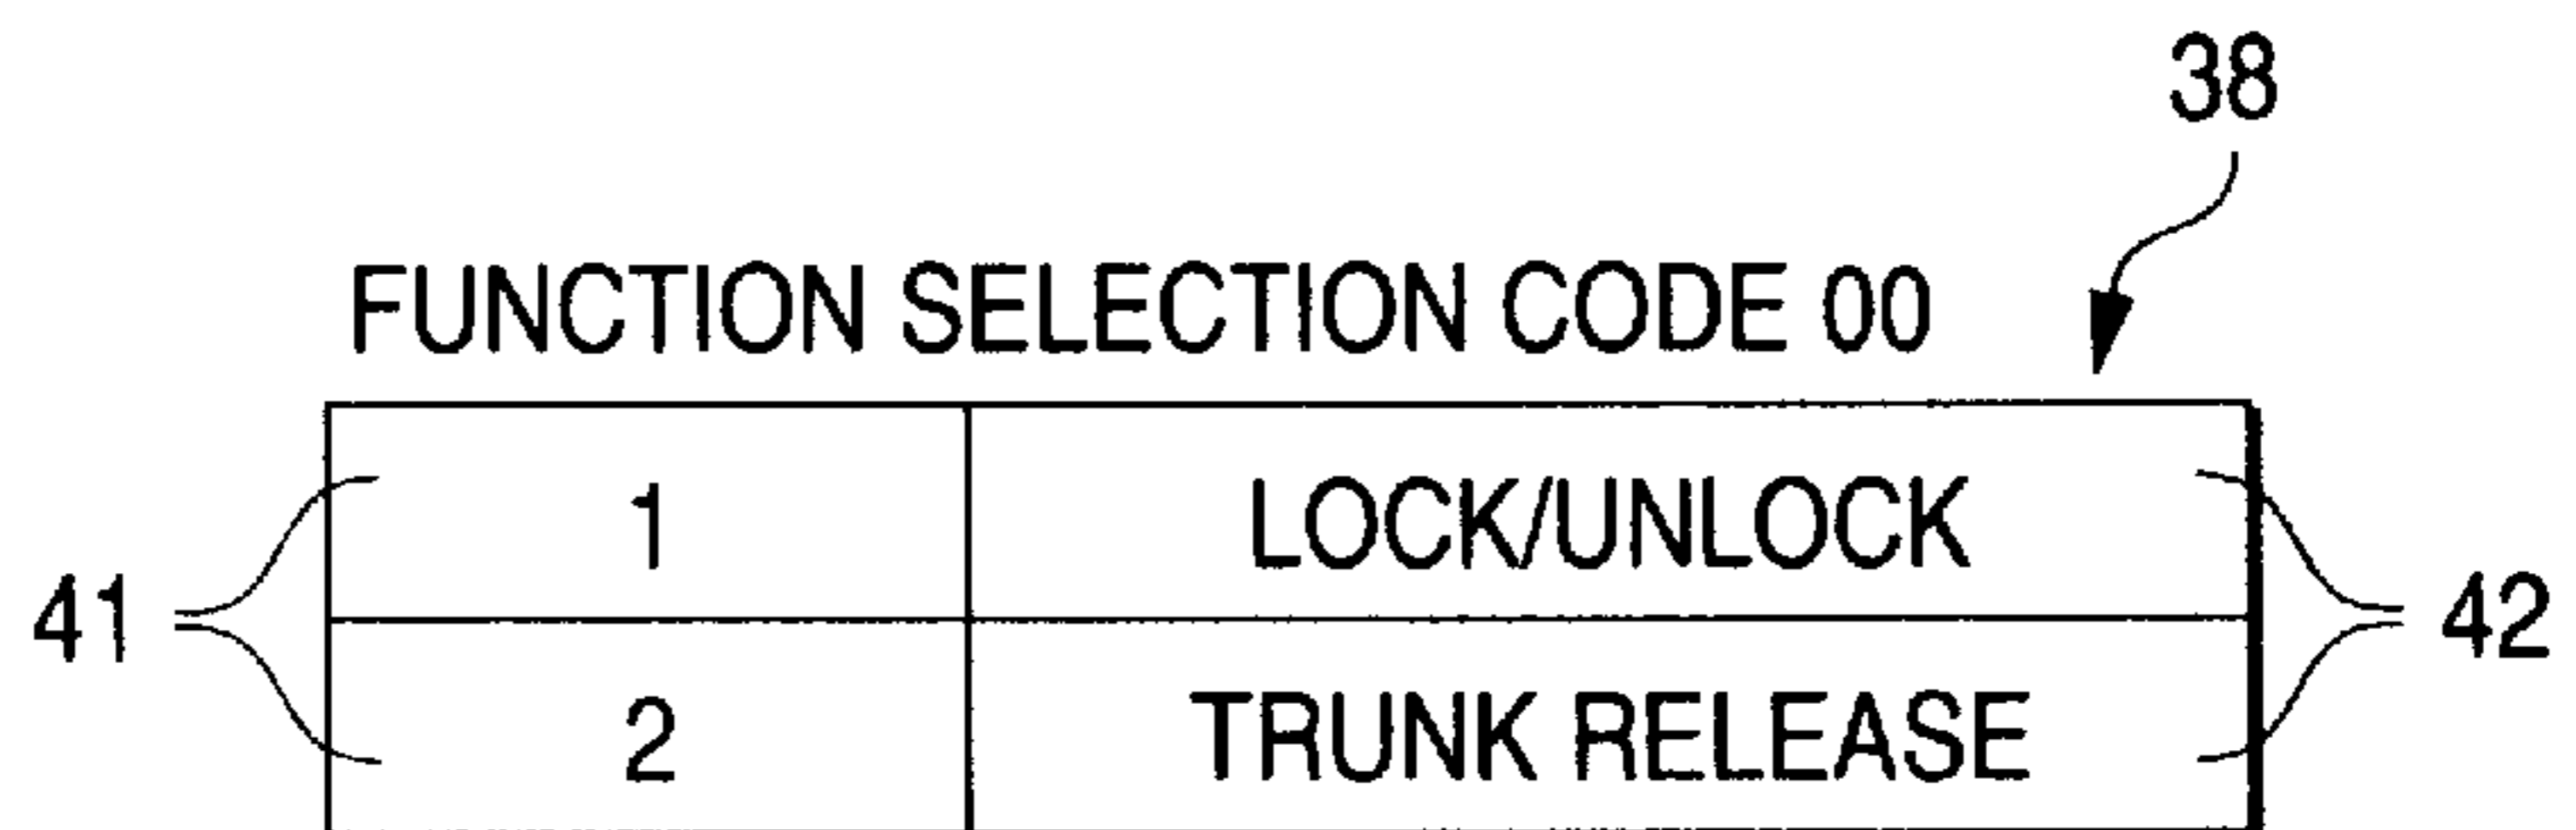 38
FUNCTION SELECTION CODE 00
1 LOCK/UNLOCK
41 42
2 TRUNK RELEASE